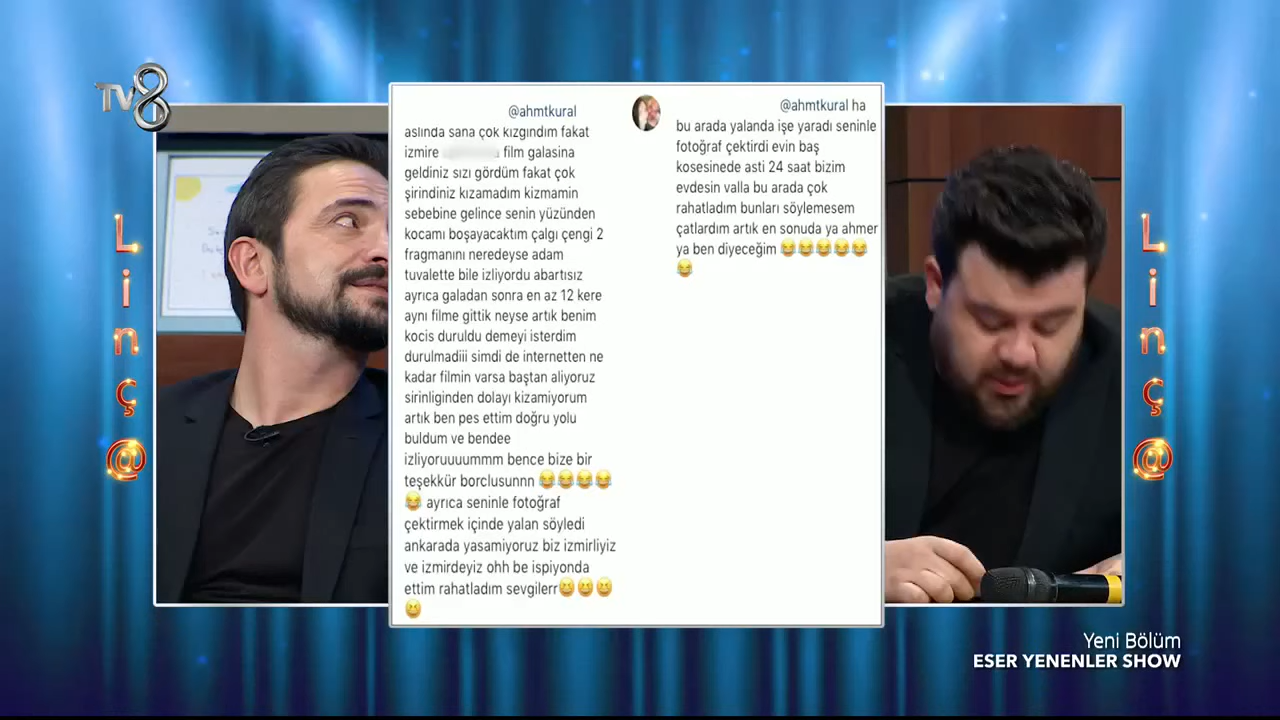 TV8
L
i
n
ç
@
@ahmtkural
aslında sana çok kızgındım fakat
izmire film galasina
geldiniz sızı gördüm fakat çok
şirindiniz kızamadım kizmamin
sebebine gelince senin yüzünden
kocamı boşayacaktım çalgı çengi 2
fragmanını neredeyse adam
tuvalette bile izliyordu abartısız
ayrica galadan sonra en az 12 kere
aynı filme gittik neyse artık benim
kocis duruldu demeyi isterdim
durulmadiii simdi de internetten ne
kadar filmin varsa baştan aliyoruz
sirinliginden dolayı kizamiyorum
artık ben pes ettim doğru yolu
buldum ve bendee
izliyoruuuummm bence bize bir
teşekkür borclusunnn 😂😂😂😂
😂 ayrıca seninle fotoğraf
çektirmek içinde yalan söyledi
ankarada yasamiyoruz biz izmirliyiz
ve izmirdeyiz ohh be ispiyonda
ettim rahatladım sevgilerr😆😆😆
😆
@ahmtkural ha
bu arada yalanda işe yaradı seninle
fotoğraf çektirdi evin baş
kosesinede asti 24 saat bizim
evdesin valla bu arada çok
rahatladım bunları söylemesem
çatlardım artık en sonuda ya ahmer
ya ben diyeceğim 😂😂😂😂😂
😂
L
i
n
ç
@
Yeni Bölüm
ESER YENENLER SHOW